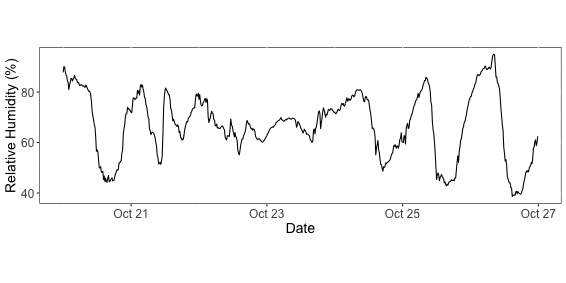 Relative Humidity (%)
80
60
40
Oct 21
Oct 23
Oct 25
Oct 27
Date